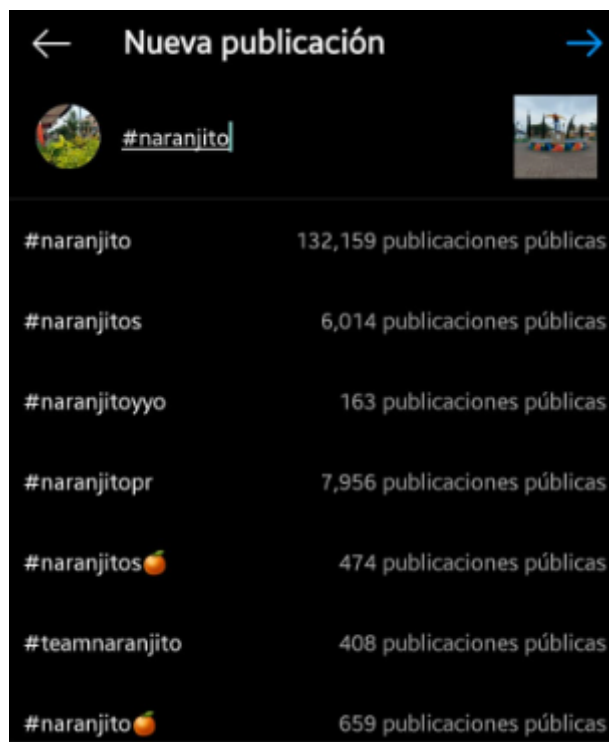 Nueva publicación
#naranjito
#naranjito 132,159 publicaciones públicas
#naranjitos 6,014 publicaciones públicas
#naranjitoyyo 163 publicaciones públicas
#naranjitopr 7,956 publicaciones públicas
#naranjitos🍊 474 publicaciones públicas
#teamnaranjito 408 publicaciones públicas
#naranjito🍊 659 publicaciones públicas